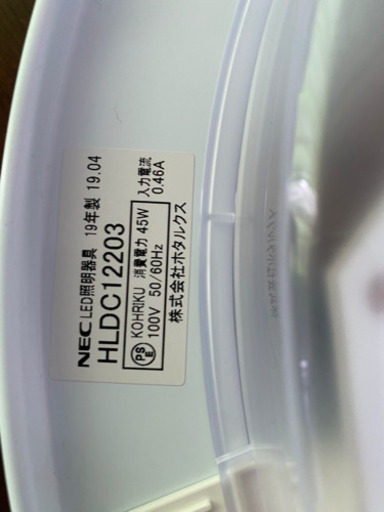 NEC LED照明器具 19年製 19.04
HLDC12203
KOHRIKU 消費電力 45W 入力電流
100V 50/60Hz 0.46A
PSE
株式会社ホタルクス